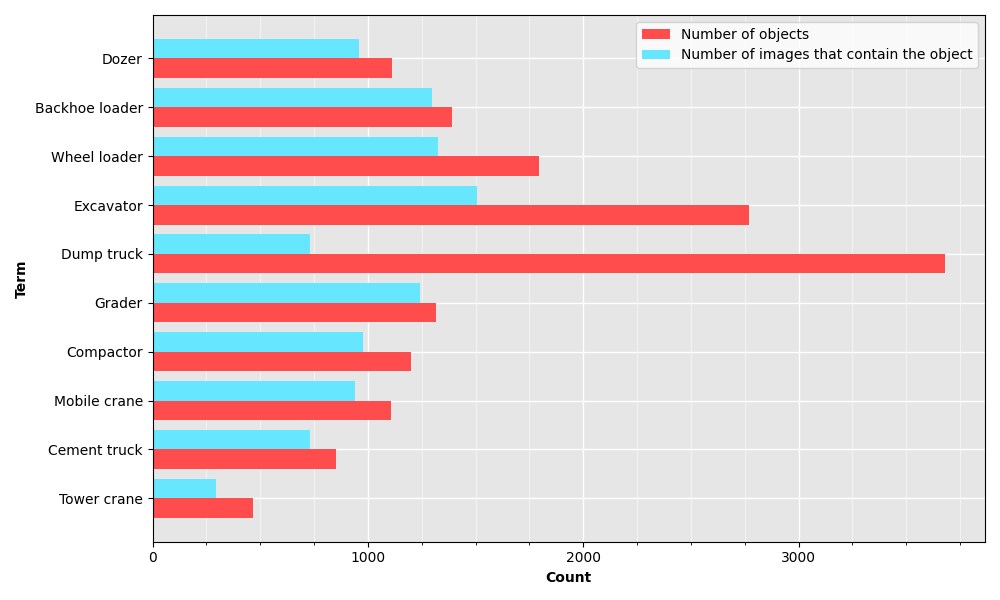 Number of objects
Number of images that contain the object
Dozer
Backhoe loader
Wheel loader
Excavator
Dump truck
Grader
Compactor
Mobile crane
Cement truck
Tower crane
Term
0 1000 2000 3000
Count